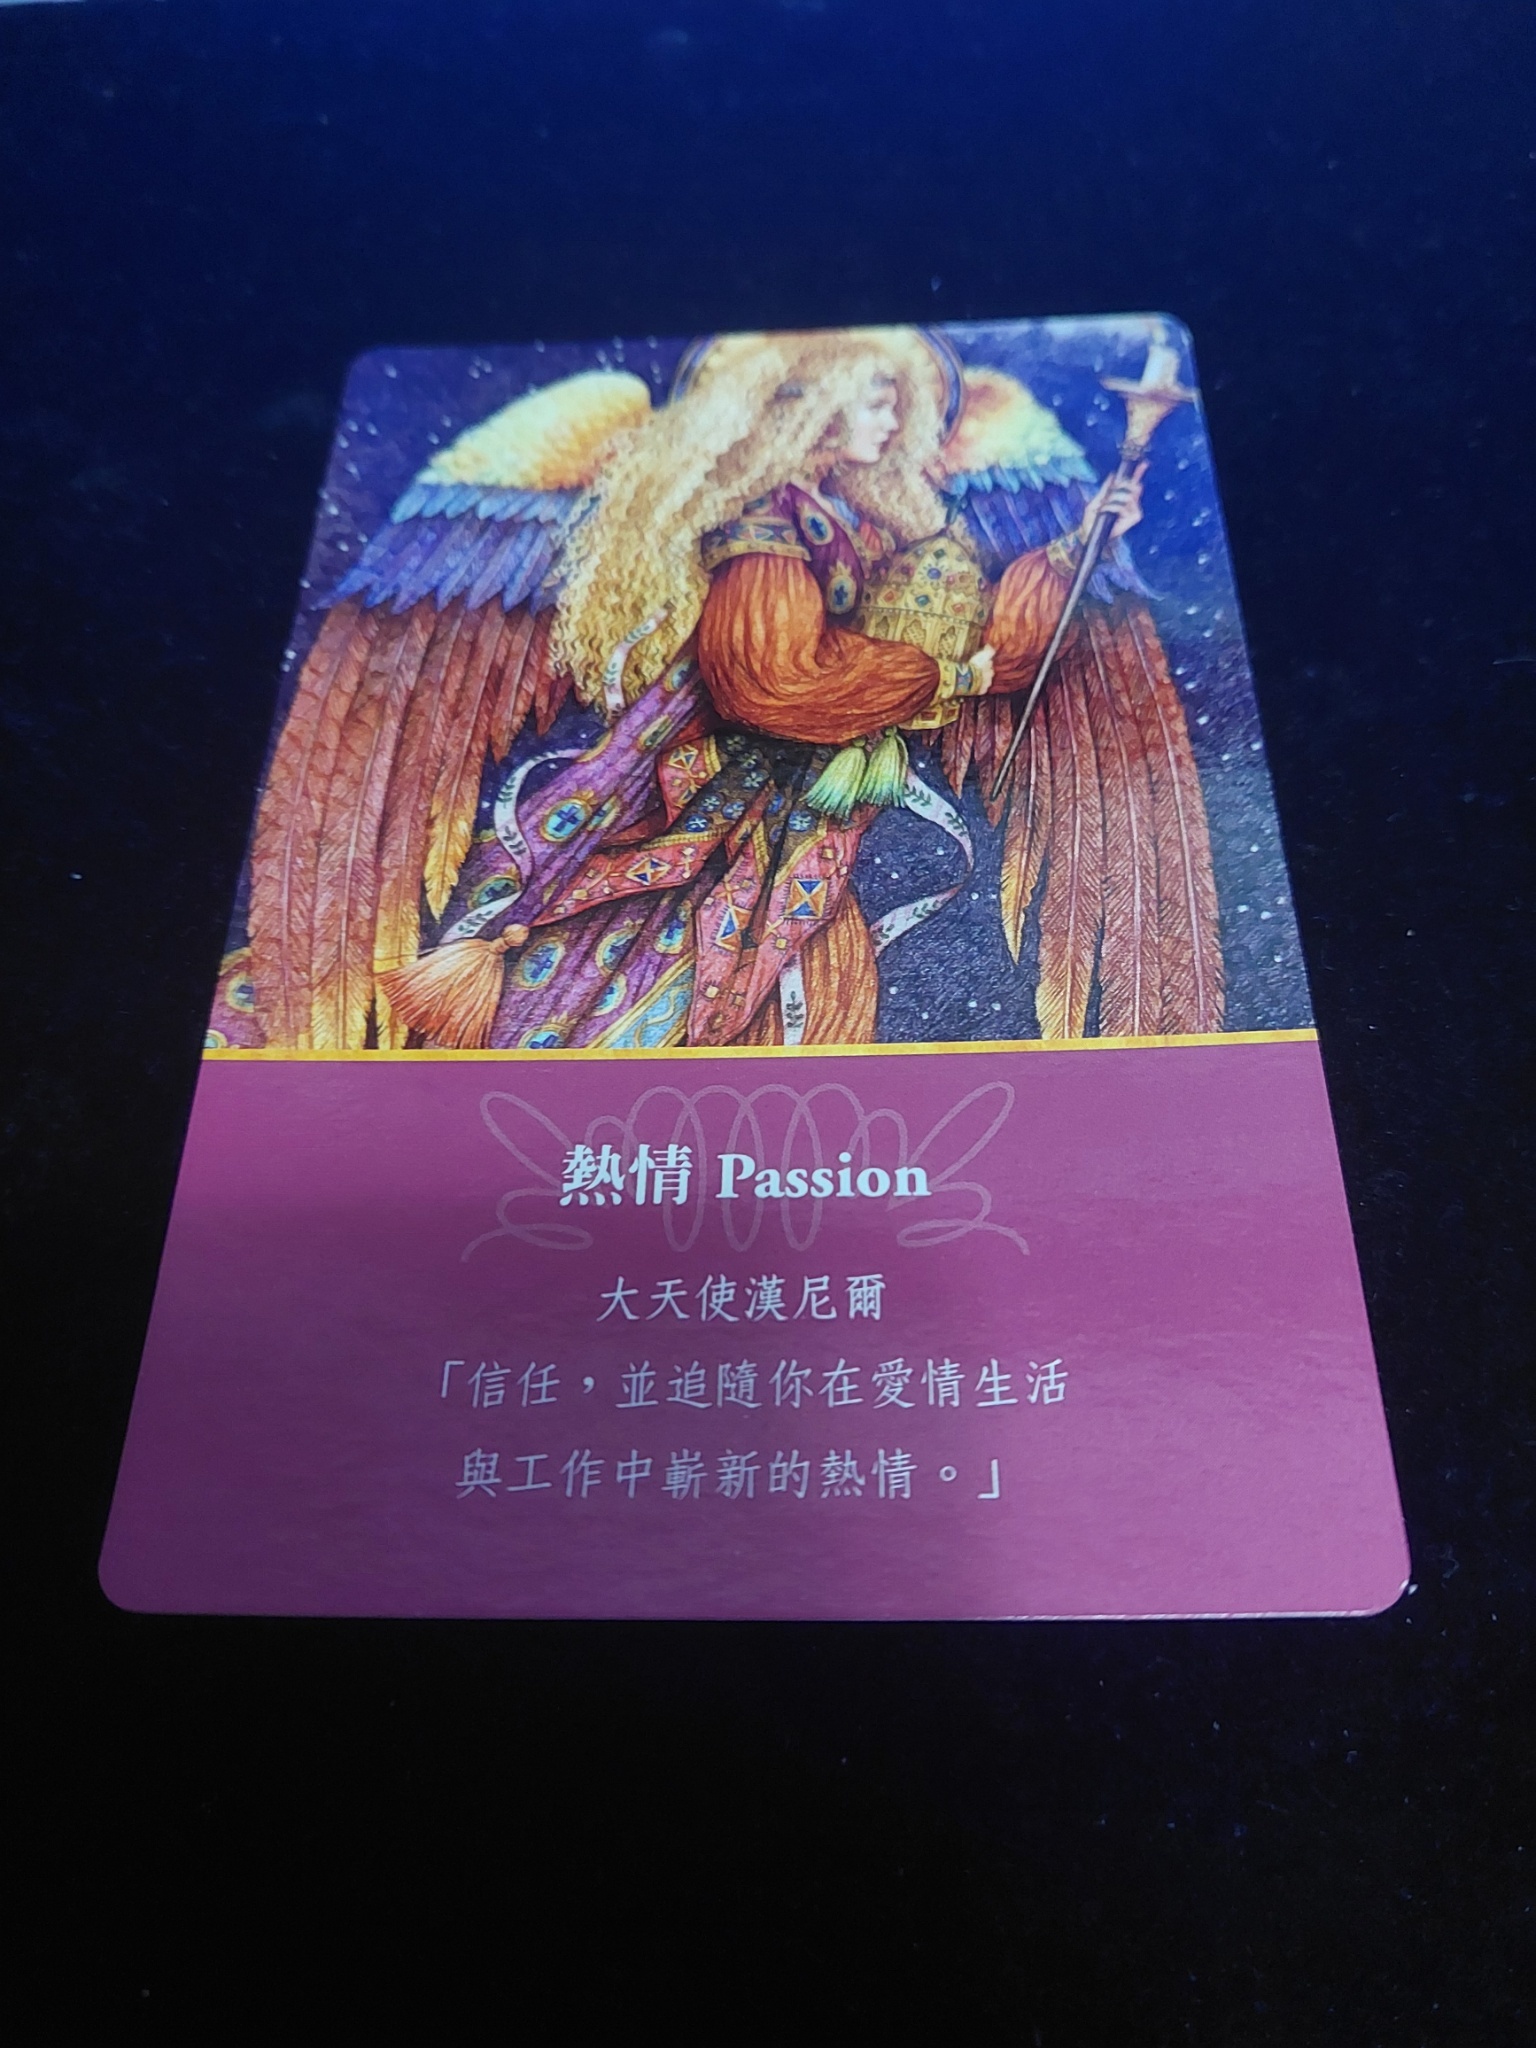 熱情 Passion
大天使漢尼爾
「信任，並追隨你在愛情生活
與工作中嶄新的熱情。」